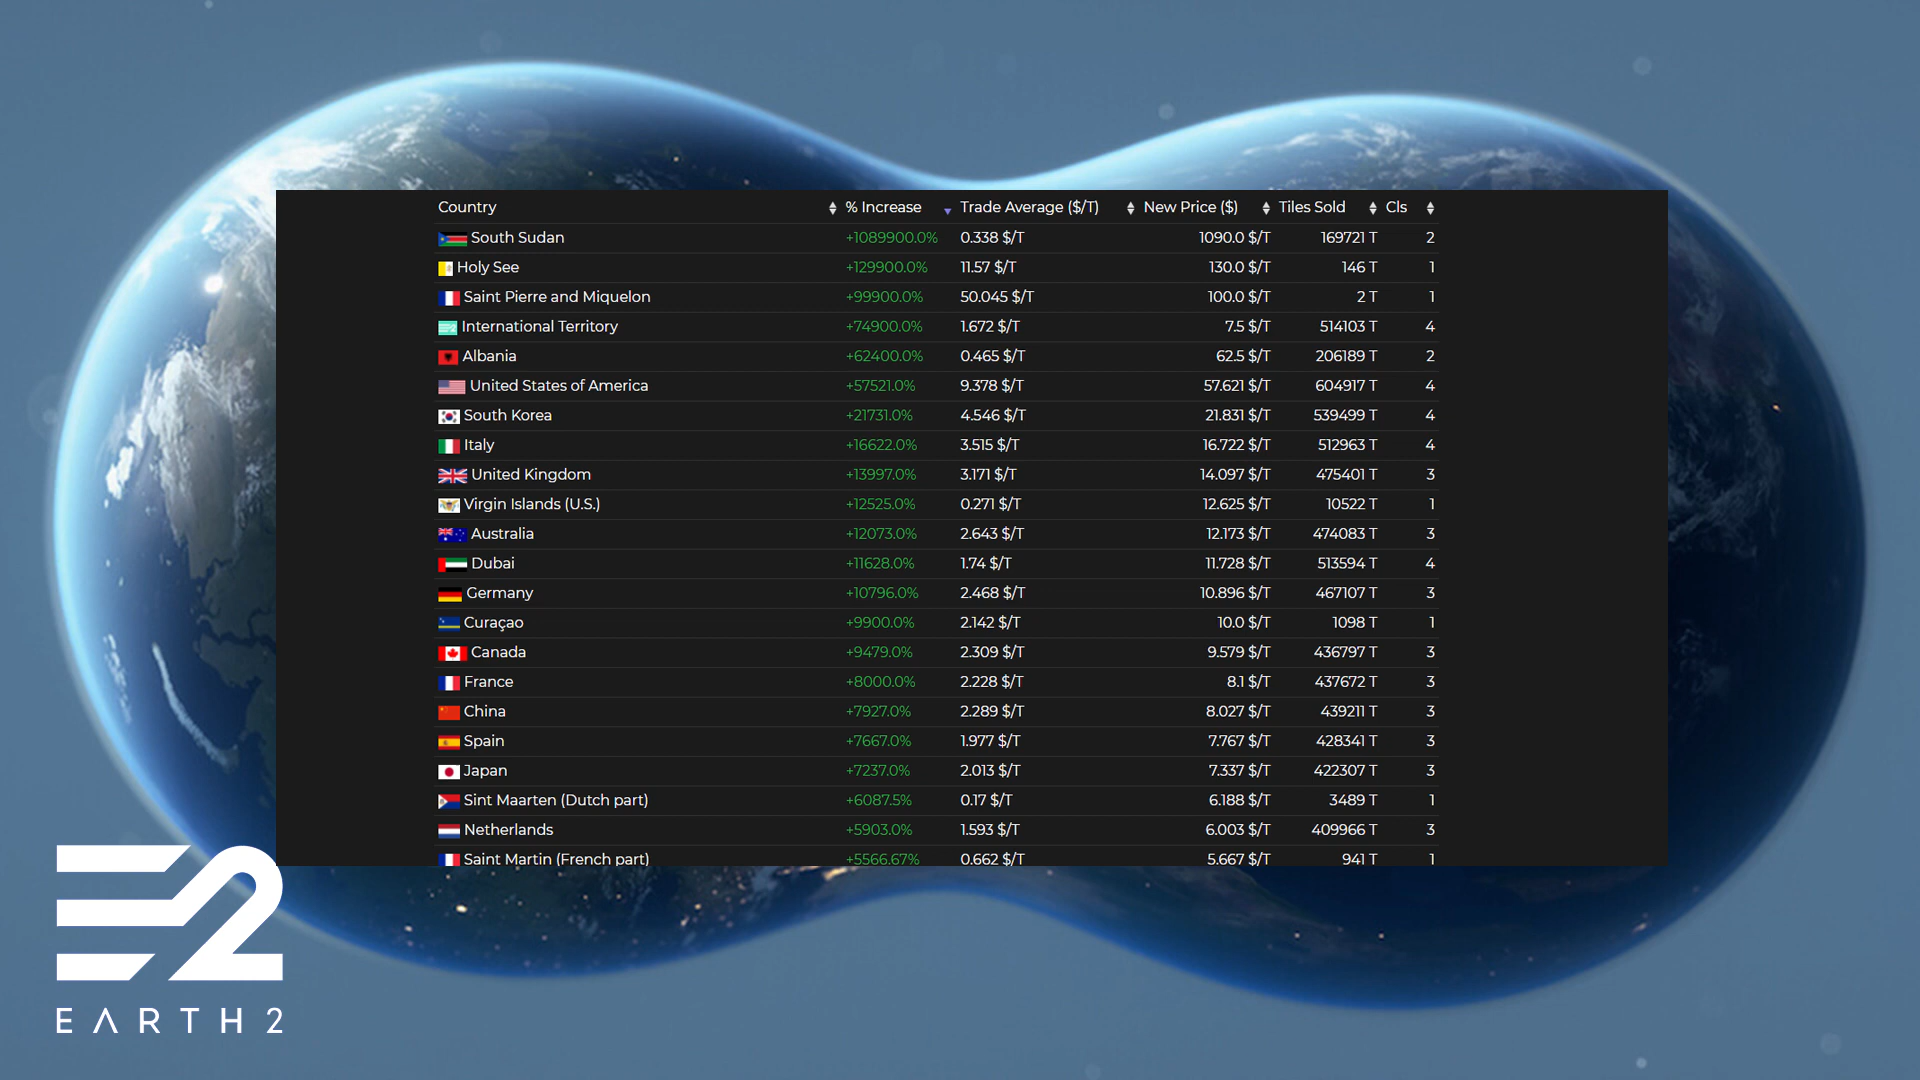 Country % Increase Trade Average ($/T) New Price ($) Tiles Sold Cls
South Sudan +1089900.0% 0.338 $/T 1090.0 $/T 169721 T 2
Holy See +129900.0% 11.57 $/T 130.0 $/T 146 T 1
Saint Pierre and Miquelon +99900.0% 50.045 $/T 100.0 $/T 2 T 1
International Territory +74900.0% 1.672 $/T 7.5 $/T 514103 T 4
Albania +62400.0% 0.465 $/T 62.5 $/T 206189 T 2
United States of America +57521.0% 9.378 $/T 57.621 $/T 604917 T 4
South Korea +21731.0% 4.546 $/T 21.831 $/T 539499 T 4
Italy +16622.0% 3.515 $/T 16.722 $/T 512963 T 4
United Kingdom +13997.0% 3.171 $/T 14.097 $/T 475401 T 3
Virgin Islands (U.S.) +12525.0% 0.271 $/T 12.625 $/T 10522 T 1
Australia +12073.0% 2.643 $/T 12.173 $/T 474083 T 3
Dubai +11628.0% 1.74 $/T 11.728 $/T 513594 T 4
Germany +10796.0% 2.468 $/T 10.896 $/T 467107 T 3
Curaçao +9900.0% 2.142 $/T 10.0 $/T 1098 T 1
Canada +9479.0% 2.309 $/T 9.579 $/T 436797 T 3
France +8000.0% 2.228 $/T 8.1 $/T 437672 T 3
China +7927.0% 2.289 $/T 8.027 $/T 439211 T 3
Spain +7667.0% 1.977 $/T 7.767 $/T 428341 T 3
Japan +7237.0% 2.013 $/T 7.337 $/T 422307 T 3
Sint Maarten (Dutch part) +6087.5% 0.17 $/T 6.188 $/T 3489 T 1
Netherlands +5903.0% 1.593 $/T 6.003 $/T 409966 T 3
Saint Martin (French part) +5566.67% 0.662 $/T 5.667 $/T 941 T 1
E2
EARTH 2